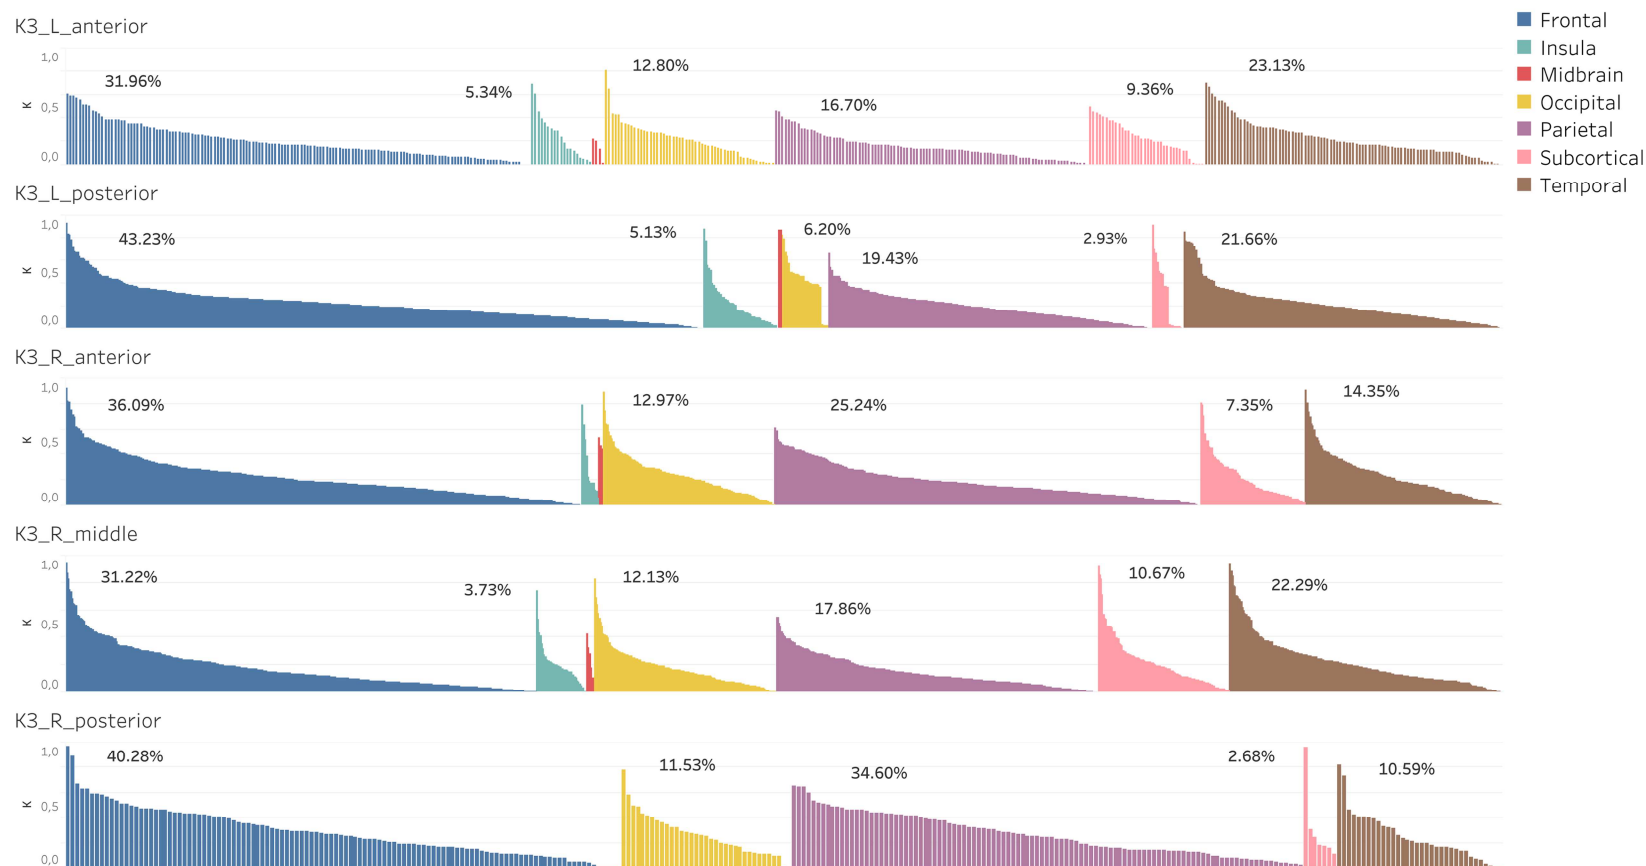 K3_L_anterior
1,0
0,5
0,0
K
31.96%
5.34%
12.80%
16.70%
9.36%
23.13%
Frontal
Insula
Midbrain
Occipital
Parietal
Subcortical
Temporal
K3_L_posterior
1,0
0,5
0,0
K
43.23%
5.13%
6.20%
19.43%
2.93%
21.66%
K3_R_anterior
1,0
0,5
0,0
K
36.09%
12.97%
25.24%
7.35%
14.35%
K3_R_middle
1,0
0,5
0,0
K
31.22%
3.73%
12.13%
17.86%
10.67%
22.29%
K3_R_posterior
1,0
0,5
0,0
K
40.28%
11.53%
34.60%
2.68%
10.59%